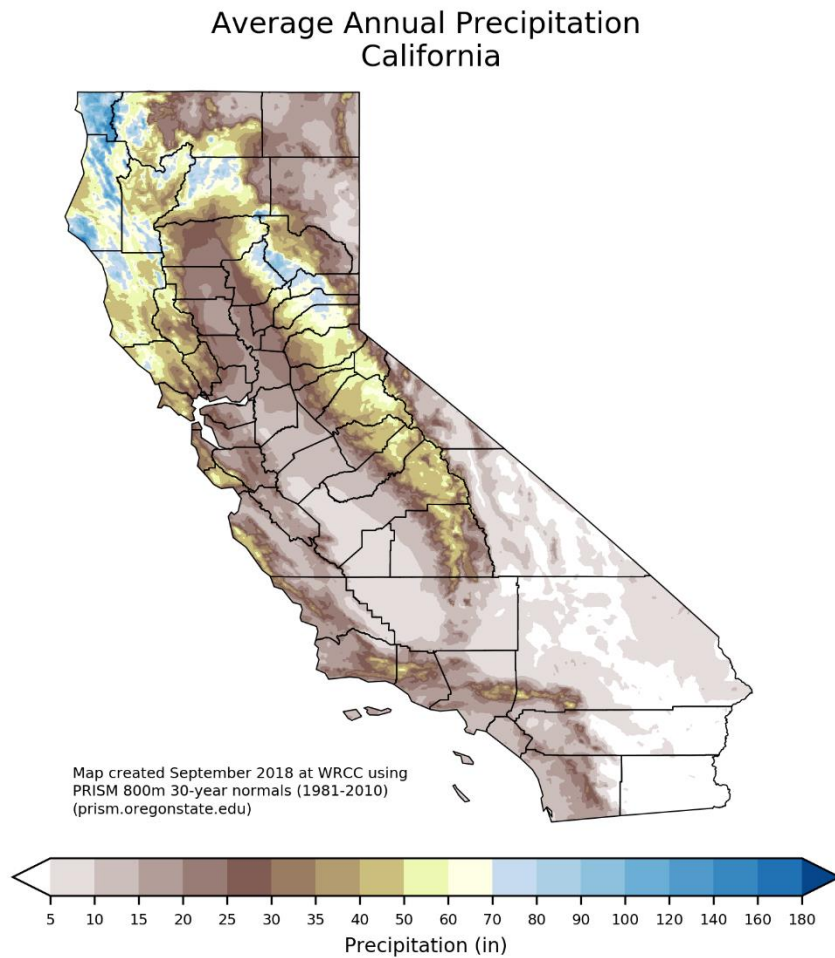 Average Annual Precipitation
California
Map created September 2018 at WRCC using
PRISM 800m 30-year normals (1981-2010)
(prism.oregonstate.edu)
5 10 15 20 25 30 35 40 50 60 70 80 90 100 120 140 160 180
Precipitation (in)